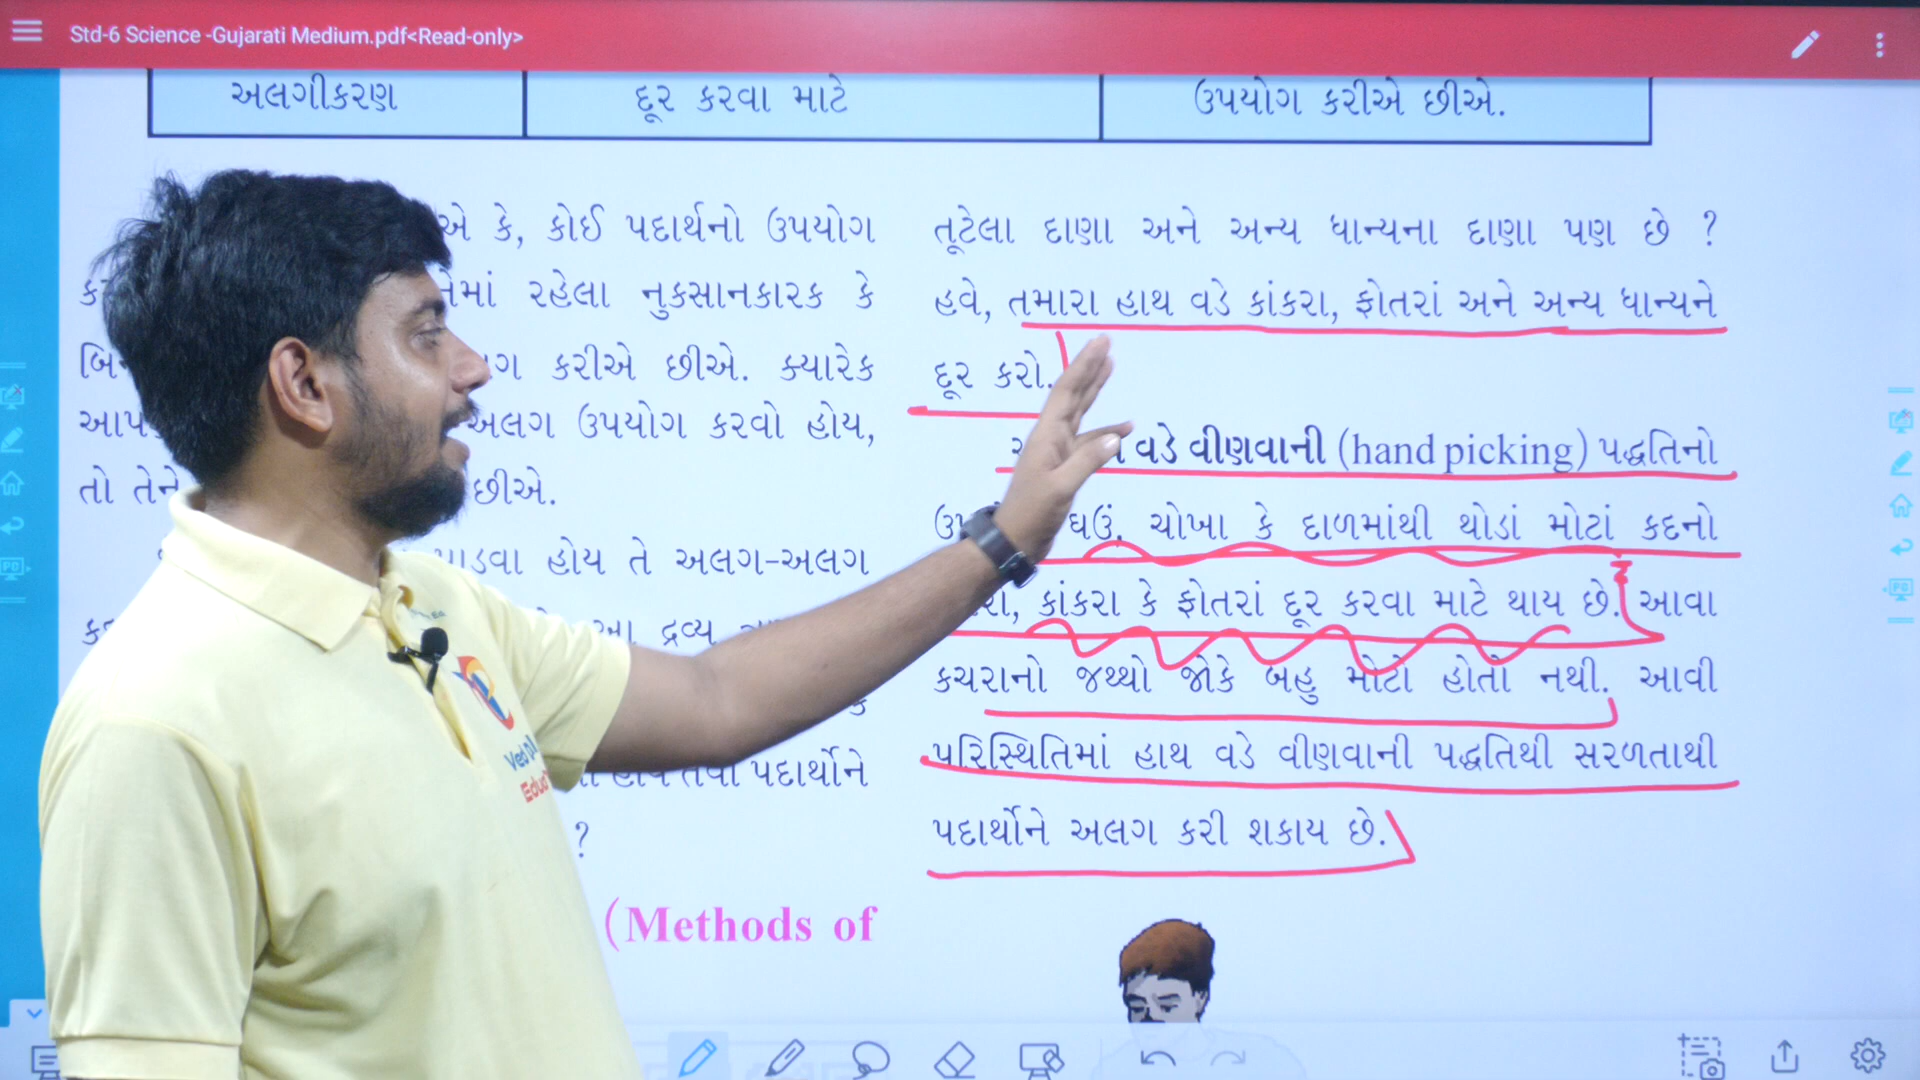 Std-6 Science -Gujarati Medium.pdf<Read-only>
અલગીકરણ
દૂર કરવા માટે
ઉપયોગ કરીએ છીએ.
એ કે, કોઈ પદાર્થનો ઉપયોગ
રહેલા નુકસાનકારક કે
કરીએ છીએ. ક્યારેક
અલગ ઉપયોગ કરવો હોય,
તો તેને છીએ.
પાડવા હોય તે અલગ-અલગ
દ્રવ્ય
પદાર્થોને
?
(Methods of
તૂટેલા દાણા અને અન્ય ધાન્યના દાણા પણ છે ?
હવે, તમારા હાથ વડે કાંકરા, ફોતરાં અને અન્ય ધાન્યને
દૂર કરો.
વડે વીણવાની (hand picking) પદ્ધતિનો
ઘઉં, ચોખા કે દાળમાંથી થોડાં મોટાં કદનો
કાંકરા કે ફોતરાં દૂર કરવા માટે થાય છે. આવા
કચરાનો જથ્થો જોકે બહુ મોટો હોતો નથી. આવી
પરિસ્થિતિમાં હાથ વડે વીણવાની પદ્ધતિથી સરળતાથી
પદાર્થોને અલગ કરી શકાય છે.